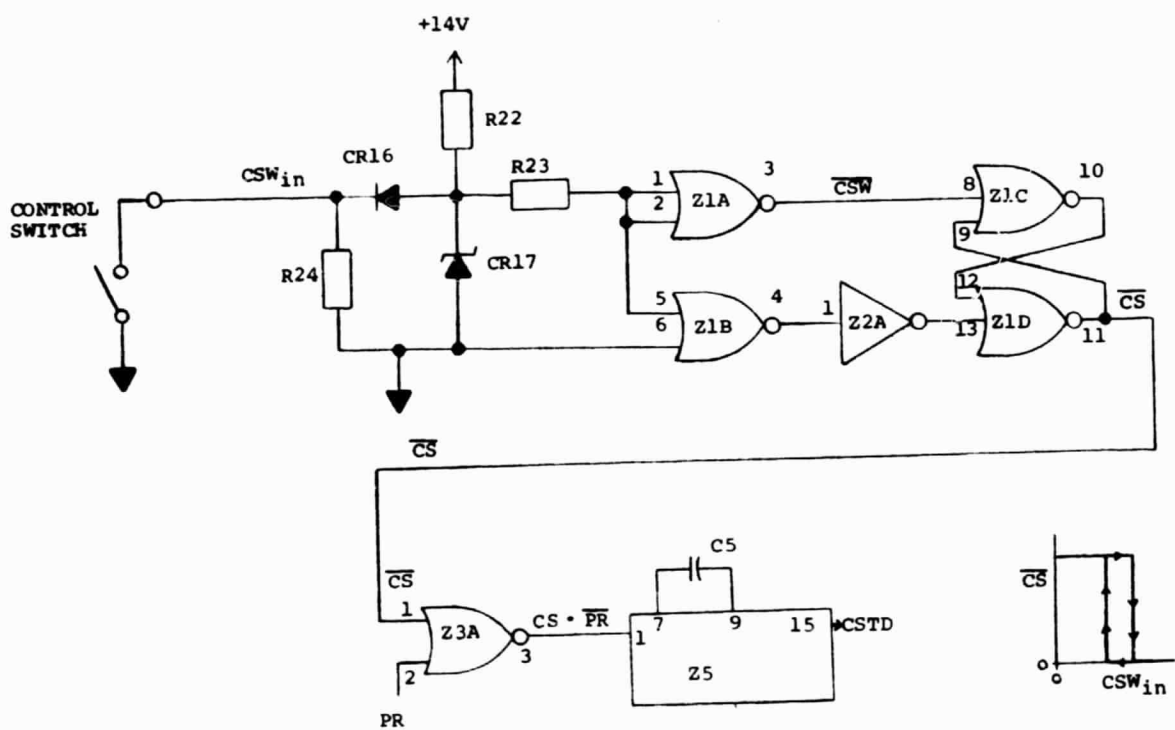 +14V
R22
CR16
R23
CSWin
CONTROL
SWITCH
R24
CR17
1
2
Z1A
3
CSW
8
9
Z1C
10
5
6
Z1B
4
1
Z2A
12
13
Z1D
11
CS
CS
CS
1
2
Z3A
3
PR
CS · PR
C5
1
7
9
15
CSTD
Z5
CS
0
0
CSWin